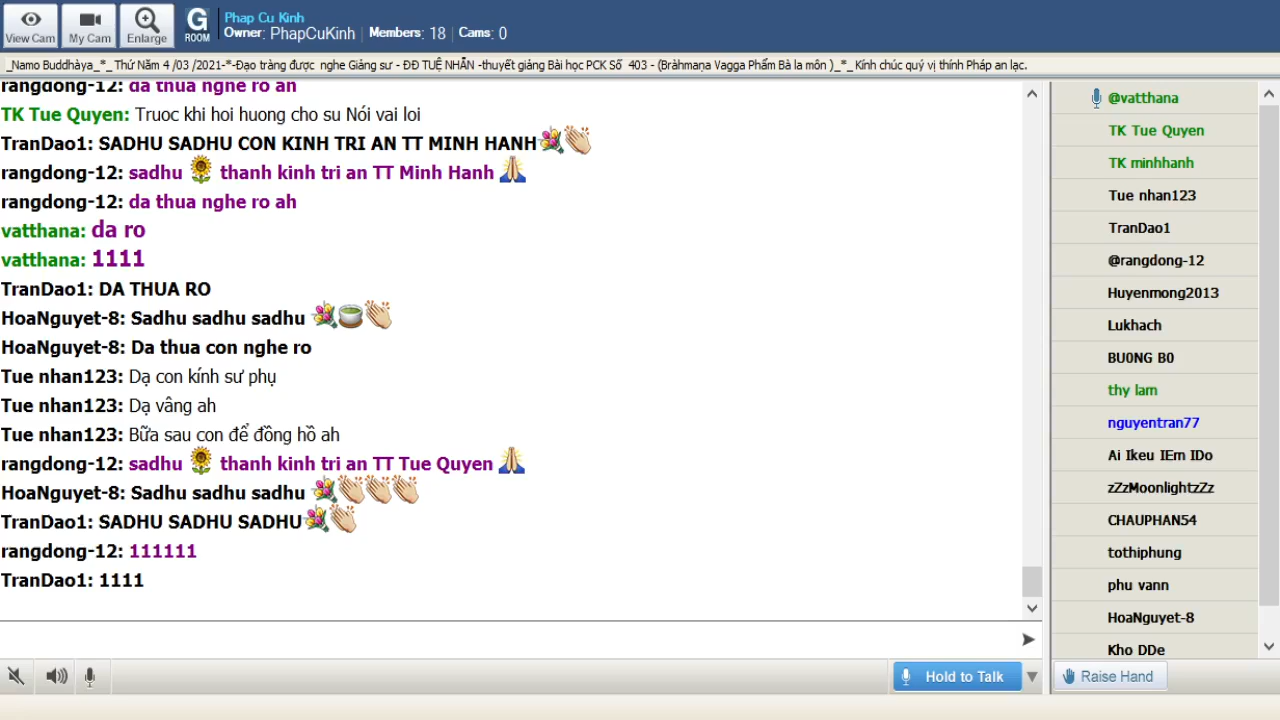 View Cam
My Cam
Enlarge
G
ROOM
Phap Cu Kinh
Owner: PhapCuKinh Members: 18 Cams: 0
_Namo Buddhàya_*_ Thứ Năm 4 /03 /2021-*-Đạo tràng được nghe Giảng sư - ĐĐ TUỆ NHẪN -thuyết giảng Bài học PCK Số 403 - (Bràhmaṇa Vagga Phẩm Bà la môn )_*_ Kính chúc quý vị thính Pháp an lạc.
rangdong-12: da thua nghe ro ah
TK Tue Quyen: Truoc khi hoi huong cho su Nói vai loi
TranDao1: SADHU SADHU CON KINH TRI AN TT MINH HANH
rangdong-12: sadhu thanh kinh tri an TT Minh Hanh
rangdong-12: da thua nghe ro ah
vatthana: da ro
vatthana: 1111
TranDao1: DA THUA RO
HoaNguyet-8: Sadhu sadhu sadhu
HoaNguyet-8: Da thua con nghe ro
Tue nhan123: Dạ con kính sư phụ
Tue nhan123: Dạ vâng ah
Tue nhan123: Bữa sau con để đồng hồ ah
rangdong-12: sadhu thanh kinh tri an TT Tue Quyen
HoaNguyet-8: Sadhu sadhu sadhu
TranDao1: SADHU SADHU SADHU
rangdong-12: 111111
TranDao1: 1111
@vatthana
TK Tue Quyen
TK minhhanh
Tue nhan123
TranDao1
@rangdong-12
Huyenmong2013
Lukhach
BU0NG B0
thy lam
nguyentran77
Ai Ikeu IEm IDo
zZzMoonlightzZz
CHAUPHAN54
tothiphung
phu vann
HoaNguyet-8
Kho DDe
Hold to Talk
Raise Hand